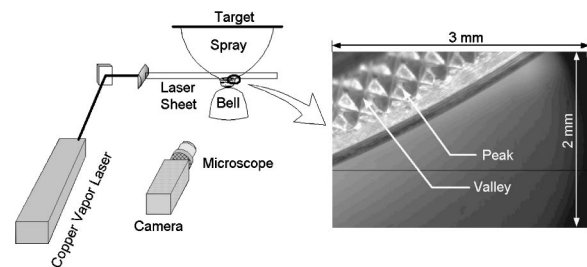 Target
Spray
Laser
Sheet
Bell
Microscope
Camera
Copper Vapor Laser
3 mm
2 mm
Peak
Valley